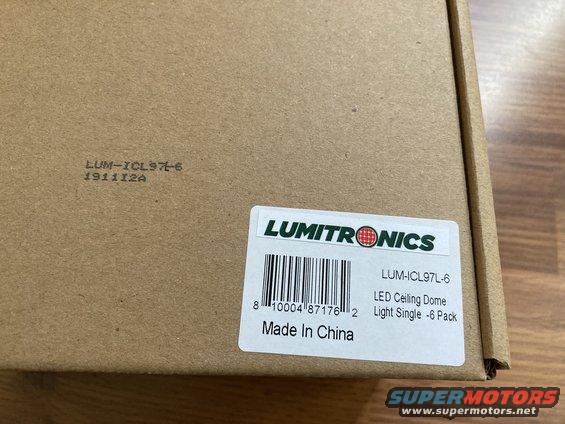 LUM-ICL97L-6
191112A
LUMITRONICS
LUM-ICL97L-6
8 10004 87176 2
LED Ceiling Dome
Light Single -6 Pack
Made In China
SUPERMOTORS
www.supermotors.net